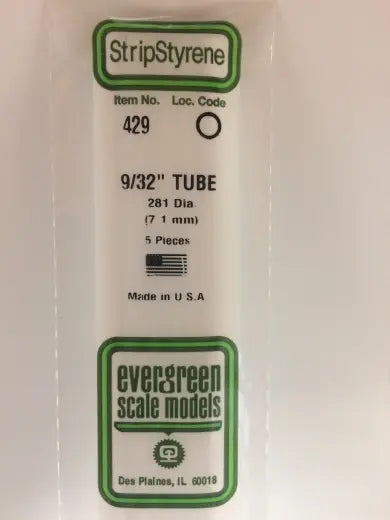 StripStyrene
Item No. Loc. Code
429 O
9/32" TUBE
281 Dia.
(7 1 mm)
5 Pieces
Made in U S.A
evergreen
scale models
Des Plaines, IL 60018